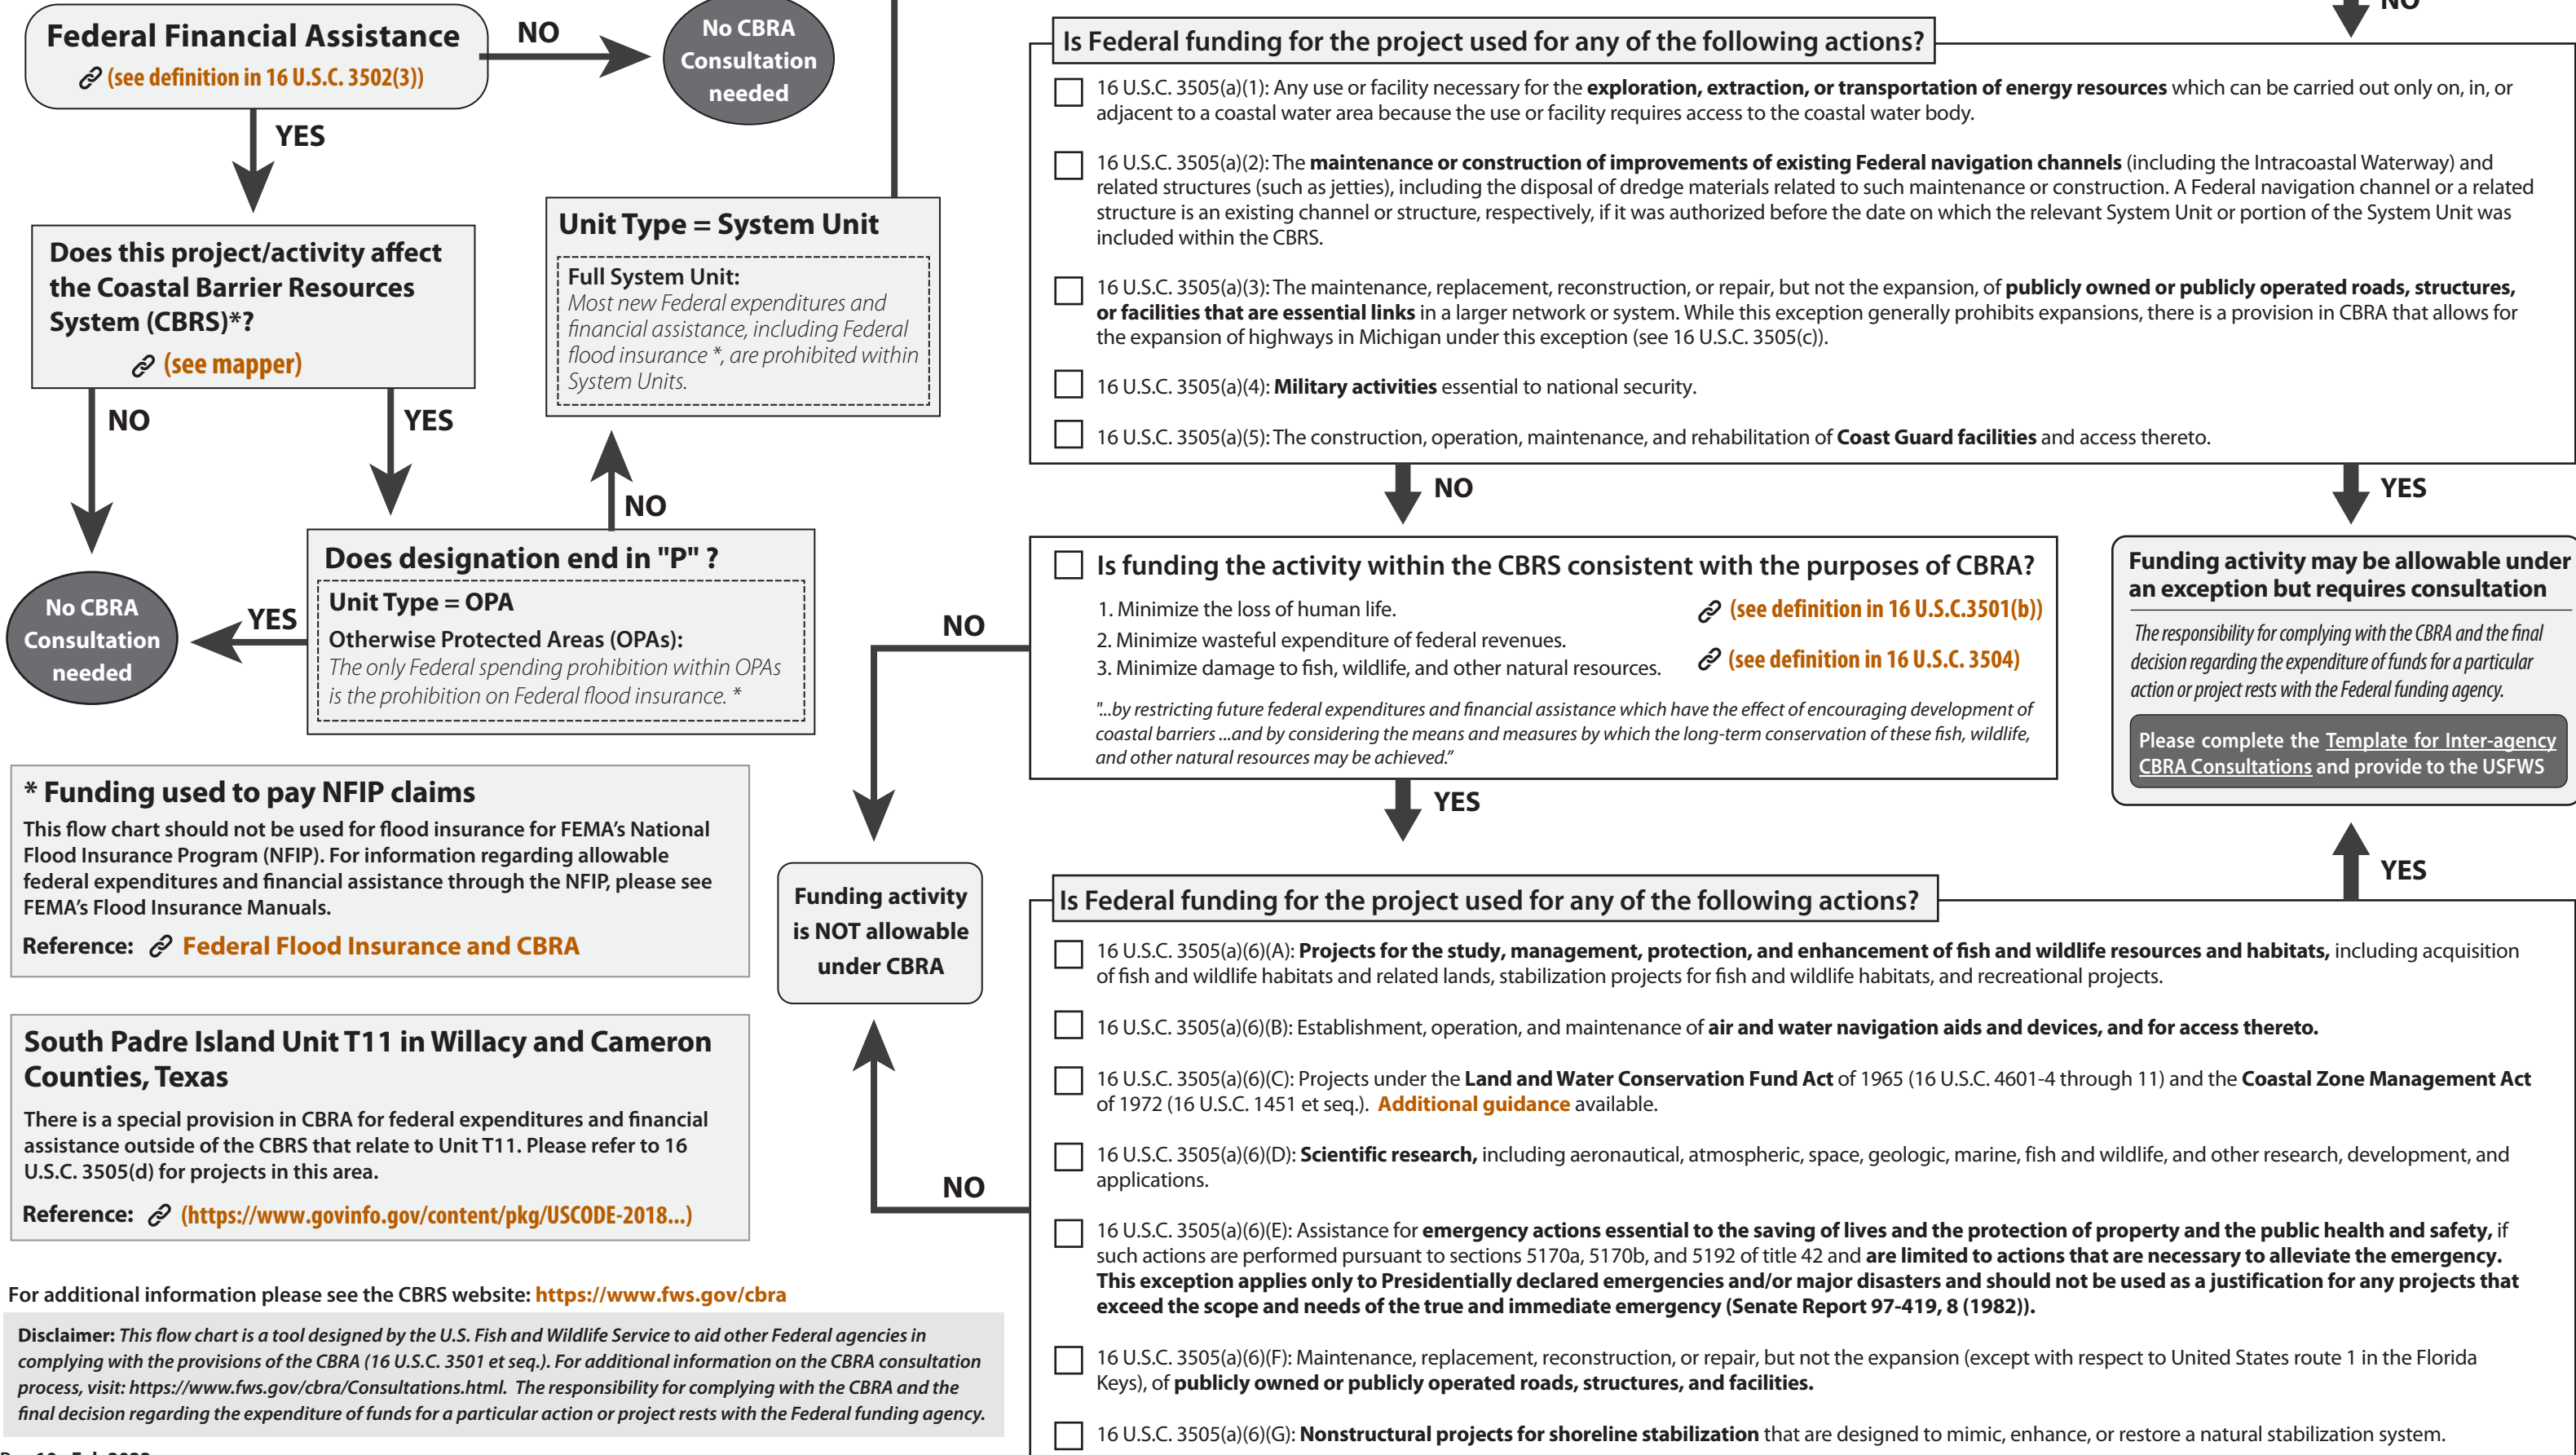 Federal Financial Assistance
(see definition in 16 U.S.C. 3502(3))
NO
No CBRA
Consultation
needed
YES
Does this project/activity affect
the Coastal Barrier Resources
System (CBRS)*?
(see mapper)
NO
YES
Unit Type = System Unit
Full System Unit:
Most new Federal expenditures and
financial assistance, including Federal
flood insurance *, are prohibited within
System Units.
NO
Does designation end in "P" ?
Unit Type = OPA
Otherwise Protected Areas (OPAs):
The only Federal spending prohibition within OPAs
is the prohibition on Federal flood insurance. *
YES
No CBRA
Consultation
needed
* Funding used to pay NFIP claims
This flow chart should not be used for flood insurance for FEMA's National
Flood Insurance Program (NFIP). For information regarding allowable
federal expenditures and financial assistance through the NFIP, please see
FEMA's Flood Insurance Manuals.
Reference: Federal Flood Insurance and CBRA
South Padre Island Unit T11 in Willacy and Cameron
Counties, Texas
There is a special provision in CBRA for federal expenditures and financial
assistance outside of the CBRS that relate to Unit T11. Please refer to 16
U.S.C. 3505(d) for projects in this area.
Reference: (https://www.govinfo.gov/content/pkg/USCODE-2018...)
For additional information please see the CBRS website: https://www.fws.gov/cbra
Disclaimer: This flow chart is a tool designed by the U.S. Fish and Wildlife Service to aid other Federal agencies in
complying with the provisions of the CBRA (16 U.S.C. 3501 et seq.). For additional information on the CBRA consultation
process, visit: https://www.fws.gov/cbra/Consultations.html. The responsibility for complying with the CBRA and the
final decision regarding the expenditure of funds for a particular action or project rests with the Federal funding agency.
NO
Is Federal funding for the project used for any of the following actions?
16 U.S.C. 3505(a)(1): Any use or facility necessary for the exploration, extraction, or transportation of energy resources which can be carried out only on, in, or
adjacent to a coastal water area because the use or facility requires access to the coastal water body.
16 U.S.C. 3505(a)(2): The maintenance or construction of improvements of existing Federal navigation channels (including the Intracoastal Waterway) and
related structures (such as jetties), including the disposal of dredge materials related to such maintenance or construction. A Federal navigation channel or a related
structure is an existing channel or structure, respectively, if it was authorized before the date on which the relevant System Unit or portion of the System Unit was
included within the CBRS.
16 U.S.C. 3505(a)(3): The maintenance, replacement, reconstruction, or repair, but not the expansion, of publicly owned or publicly operated roads, structures,
or facilities that are essential links in a larger network or system. While this exception generally prohibits expansions, there is a provision in CBRA that allows for
the expansion of highways in Michigan under this exception (see 16 U.S.C. 3505(c)).
16 U.S.C. 3505(a)(4): Military activities essential to national security.
16 U.S.C. 3505(a)(5): The construction, operation, maintenance, and rehabilitation of Coast Guard facilities and access thereto.
NO
YES
Is funding the activity within the CBRS consistent with the purposes of CBRA?
1. Minimize the loss of human life.
(see definition in 16 U.S.C.3501(b))
2. Minimize wasteful expenditure of federal revenues.
3. Minimize damage to fish, wildlife, and other natural resources.
(see definition in 16 U.S.C. 3504)
"...by restricting future federal expenditures and financial assistance which have the effect of encouraging development of
coastal barriers ...and by considering the means and measures by which the long-term conservation of these fish, wildlife,
and other natural resources may be achieved."
NO
YES
Funding activity may be allowable under
an exception but requires consultation
The responsibility for complying with the CBRA and the final
decision regarding the expenditure of funds for a particular
action or project rests with the Federal funding agency.
Please complete the Template for Inter-agency
CBRA Consultations and provide to the USFWS
YES
Funding activity
is NOT allowable
under CBRA
NO
Is Federal funding for the project used for any of the following actions?
16 U.S.C. 3505(a)(6)(A): Projects for the study, management, protection, and enhancement of fish and wildlife resources and habitats, including acquisition
of fish and wildlife habitats and related lands, stabilization projects for fish and wildlife habitats, and recreational projects.
16 U.S.C. 3505(a)(6)(B): Establishment, operation, and maintenance of air and water navigation aids and devices, and for access thereto.
16 U.S.C. 3505(a)(6)(C): Projects under the Land and Water Conservation Fund Act of 1965 (16 U.S.C. 4601-4 through 11) and the Coastal Zone Management Act
of 1972 (16 U.S.C. 1451 et seq.). Additional guidance available.
16 U.S.C. 3505(a)(6)(D): Scientific research, including aeronautical, atmospheric, space, geologic, marine, fish and wildlife, and other research, development, and
applications.
16 U.S.C. 3505(a)(6)(E): Assistance for emergency actions essential to the saving of lives and the protection of property and the public health and safety, if
such actions are performed pursuant to sections 5170a, 5170b, and 5192 of title 42 and are limited to actions that are necessary to alleviate the emergency.
This exception applies only to Presidentially declared emergencies and/or major disasters and should not be used as a justification for any projects that
exceed the scope and needs of the true and immediate emergency (Senate Report 97-419, 8 (1982)).
16 U.S.C. 3505(a)(6)(F): Maintenance, replacement, reconstruction, or repair, but not the expansion (except with respect to United States route 1 in the Florida
Keys), of publicly owned or publicly operated roads, structures, and facilities.
16 U.S.C. 3505(a)(6)(G): Nonstructural projects for shoreline stabilization that are designed to mimic, enhance, or restore a natural stabilization system.